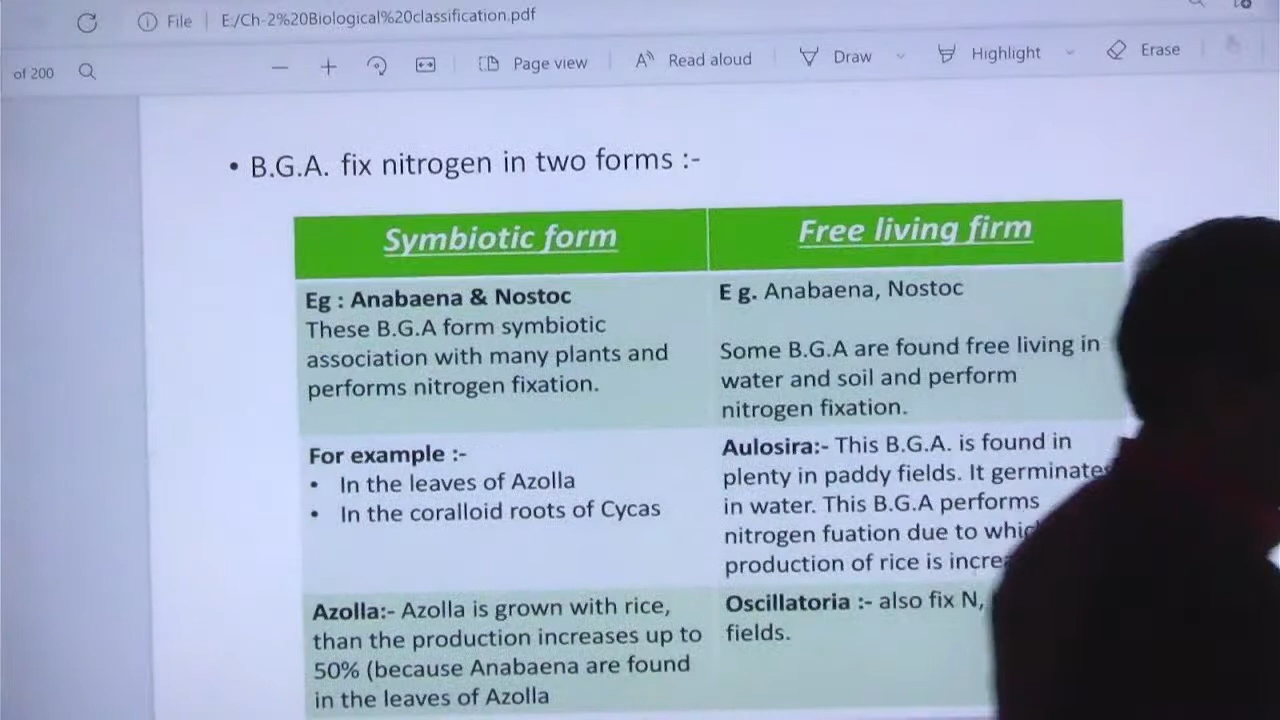 File | E:/Ch-2%20Biological%20classification.pdf
of 200
Page view
Read aloud
Draw
Highlight
Erase
• B.G.A. fix nitrogen in two forms :-
Symbiotic form
Eg : Anabaena & Nostoc
These B.G.A form symbiotic
association with many plants and
performs nitrogen fixation.
For example :-
• In the leaves of Azolla
• In the coralloid roots of Cycas
Azolla:- Azolla is grown with rice,
than the production increases up to
50% (because Anabaena are found
in the leaves of Azolla
Free living firm
E g. Anabaena, Nostoc
Some B.G.A are found free living in
water and soil and perform
nitrogen fixation.
Aulosira:- This B.G.A. is found in
plenty in paddy fields. It germinates
in water. This B.G.A performs
nitrogen fuation due to
production of rice is
Oscillatoria :- also fix N,
fields.